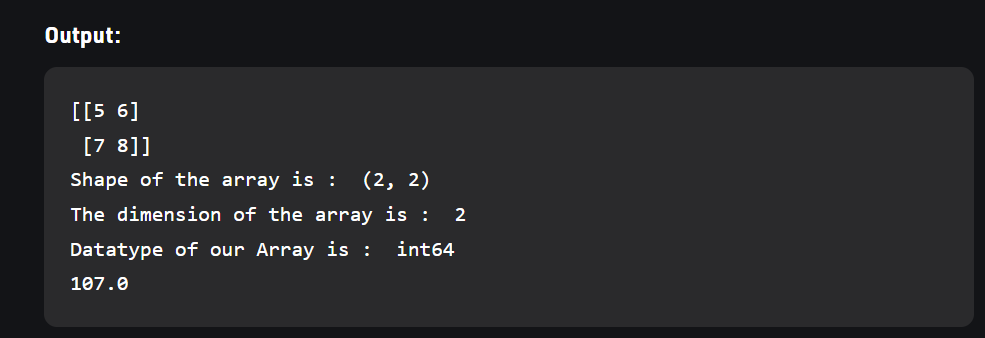 Output:
[[5 6]
 [7 8]]
Shape of the array is :  (2, 2)
The dimension of the array is :  2
Datatype of our Array is :  int64
107.0